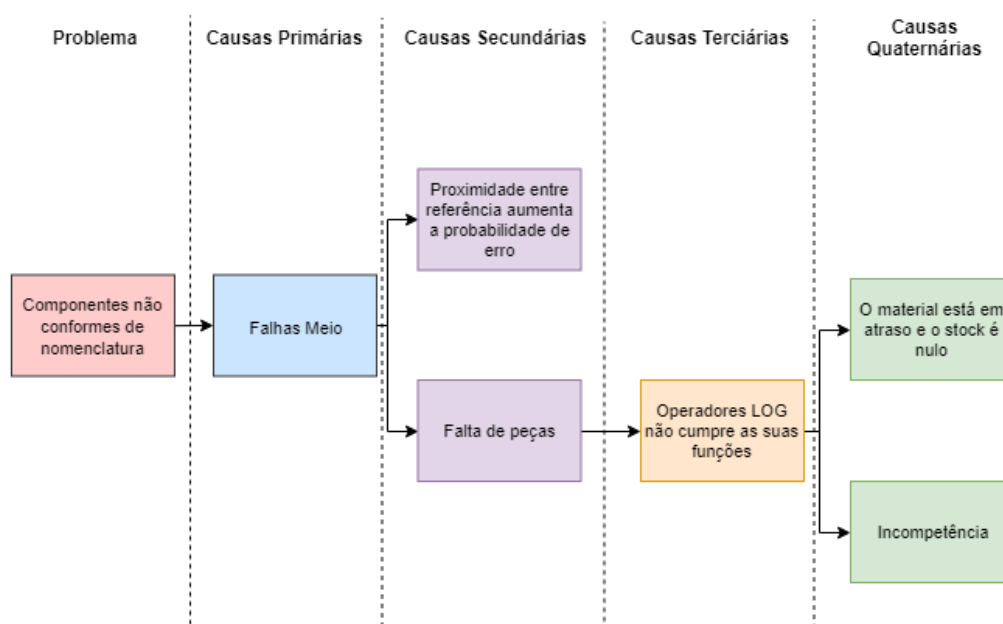 Problema
Causas Primárias
Causas Secundárias
Causas Terciárias
Causas
Quaternárias
Proximidade entre
referência aumenta
a probabilidade de
erro
Componentes não
conformes de
nomenclatura
Falhas Meio
O material está em
atraso e o stock é
nulo
Falta de peças
Operadores LOG
não cumpre as suas
funções
Incompetência